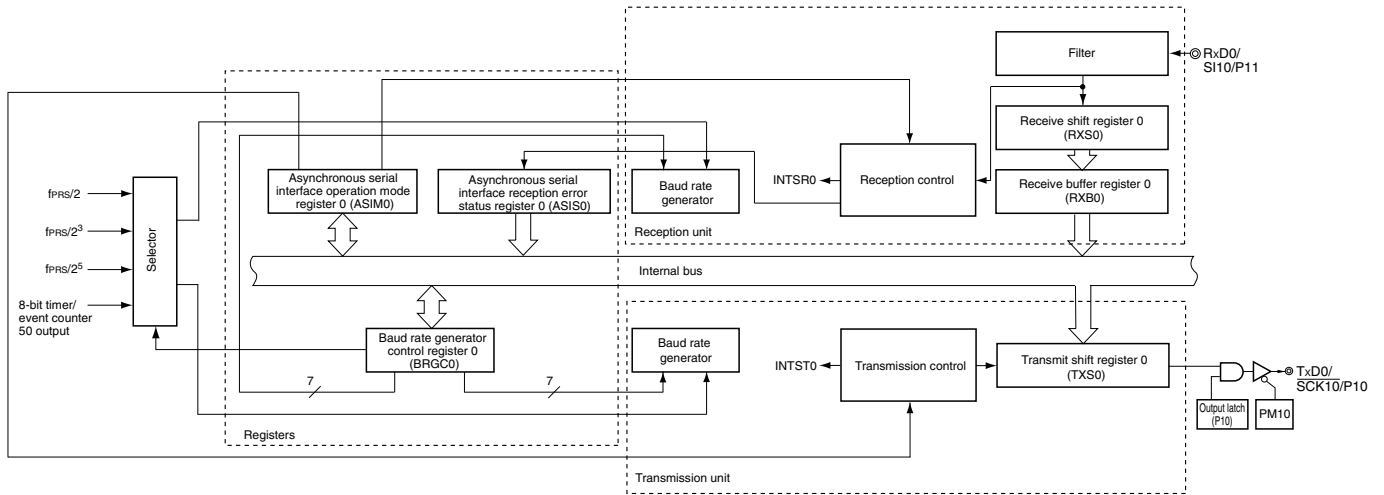 Filter
RxD0/
SI10/P11
Receive shift register 0
(RXS0)
Asynchronous serial
interface operation mode
register 0 (ASIM0)
Asynchronous serial
interface reception error
status register 0 (ASIS0)
Baud rate
generator
INTSR0
Reception control
Receive buffer register 0
(RXB0)
Reception unit
fPRS/2
fPRS/2³
fPRS/2⁵
8-bit timer/
event counter
50 output
Selector
Internal bus
Baud rate generator
control register 0
(BRGC0)
7
7
Registers
Baud rate
generator
INTST0
Transmission control
Transmit shift register 0
(TXS0)
TxD0/
SCK10/P10
Output latch
(P10)
PM10
Transmission unit